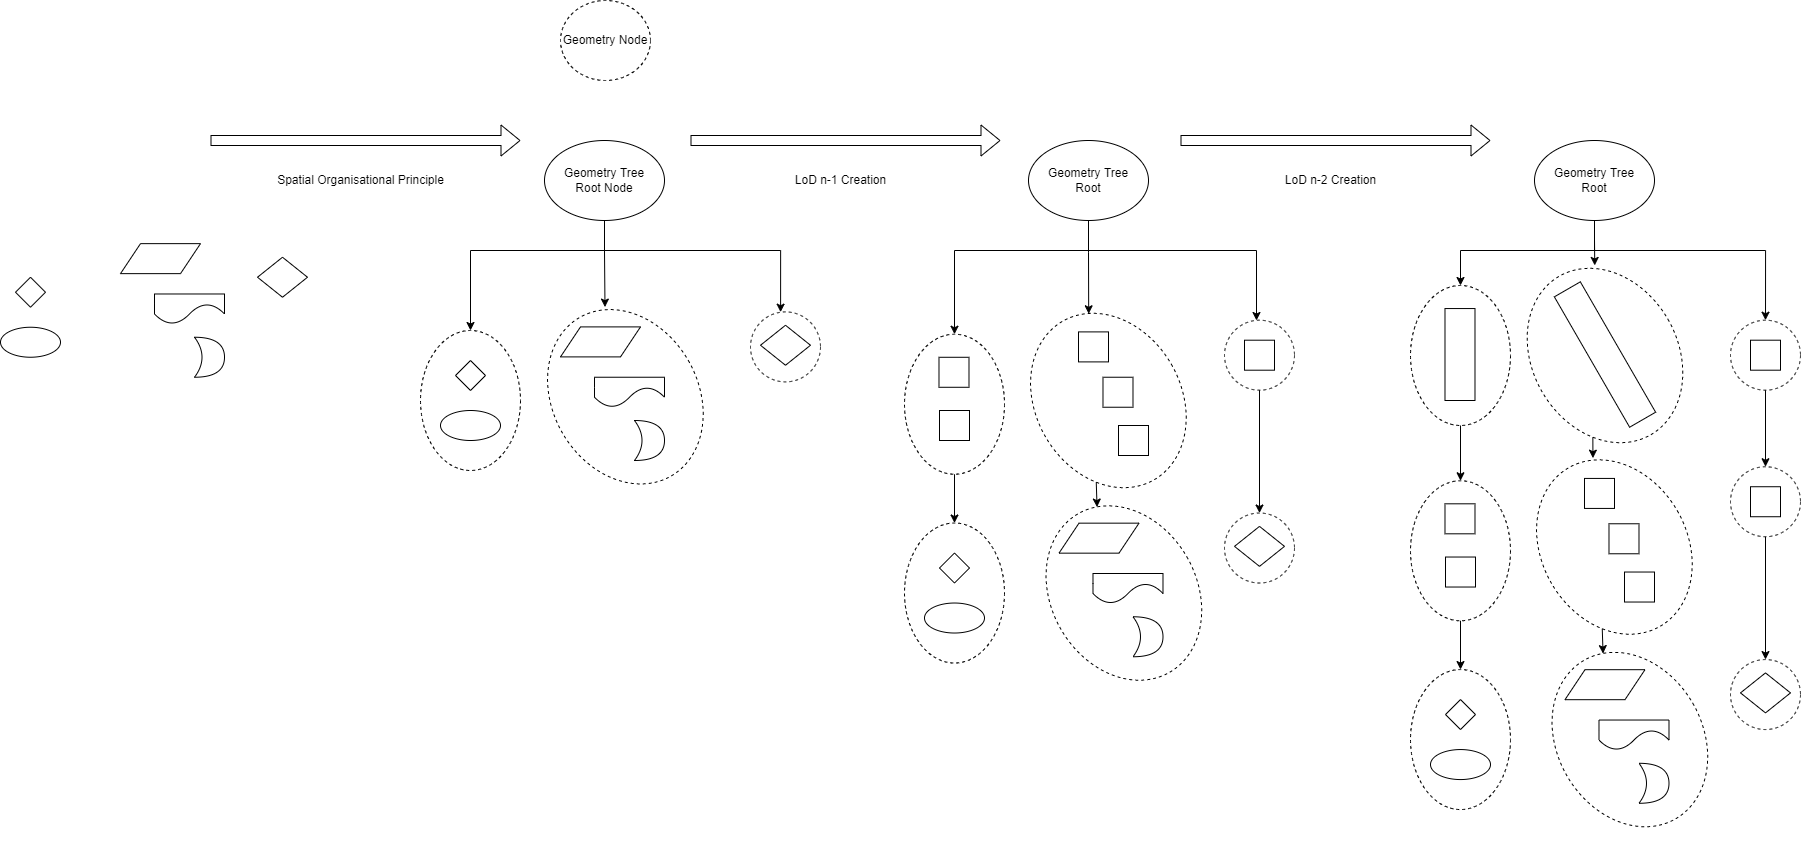 Geometry Node
Spatial Organisational Principle
Geometry Tree
Root Node
LoD n-1 Creation
Geometry Tree
Root
LoD n-2 Creation
Geometry Tree
Root